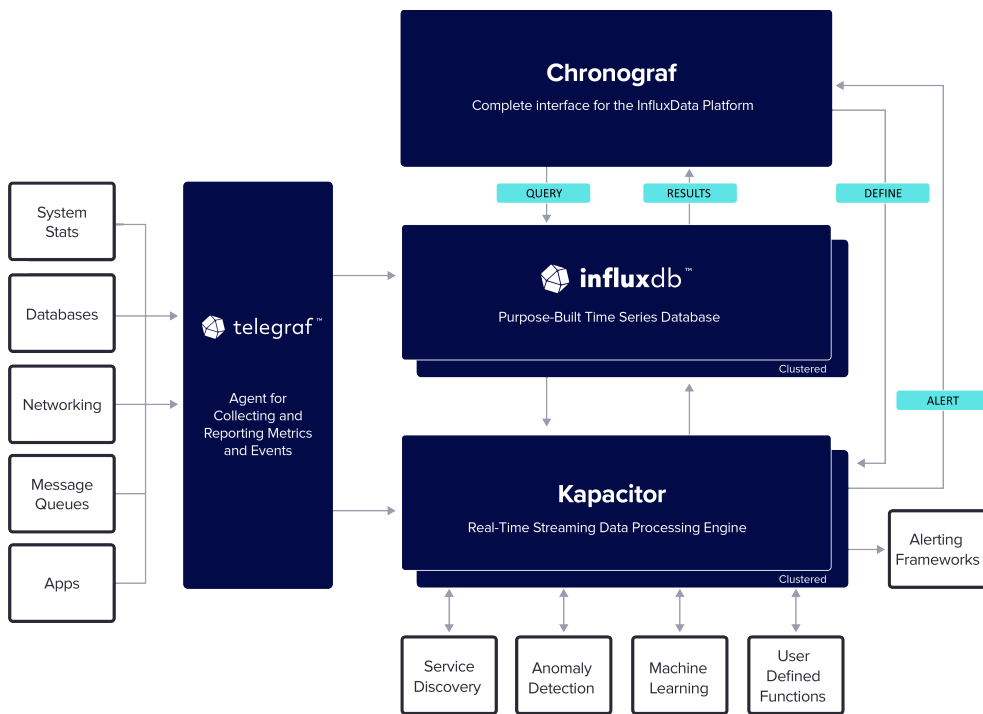 Chronograf
Complete interface for the InfluxData Platform
QUERY
RESULTS
DEFINE
System
Stats
Databases
Networking
Message
Queues
Apps
telegraf™
Agent for
Collecting and
Reporting Metrics
and Events
influxdb™
Purpose-Built Time Series Database
Clustered
ALERT
Kapacitor
Real-Time Streaming Data Processing Engine
Clustered
Alerting
Frameworks
Service
Discovery
Anomaly
Detection
Machine
Learning
User
Defined
Functions